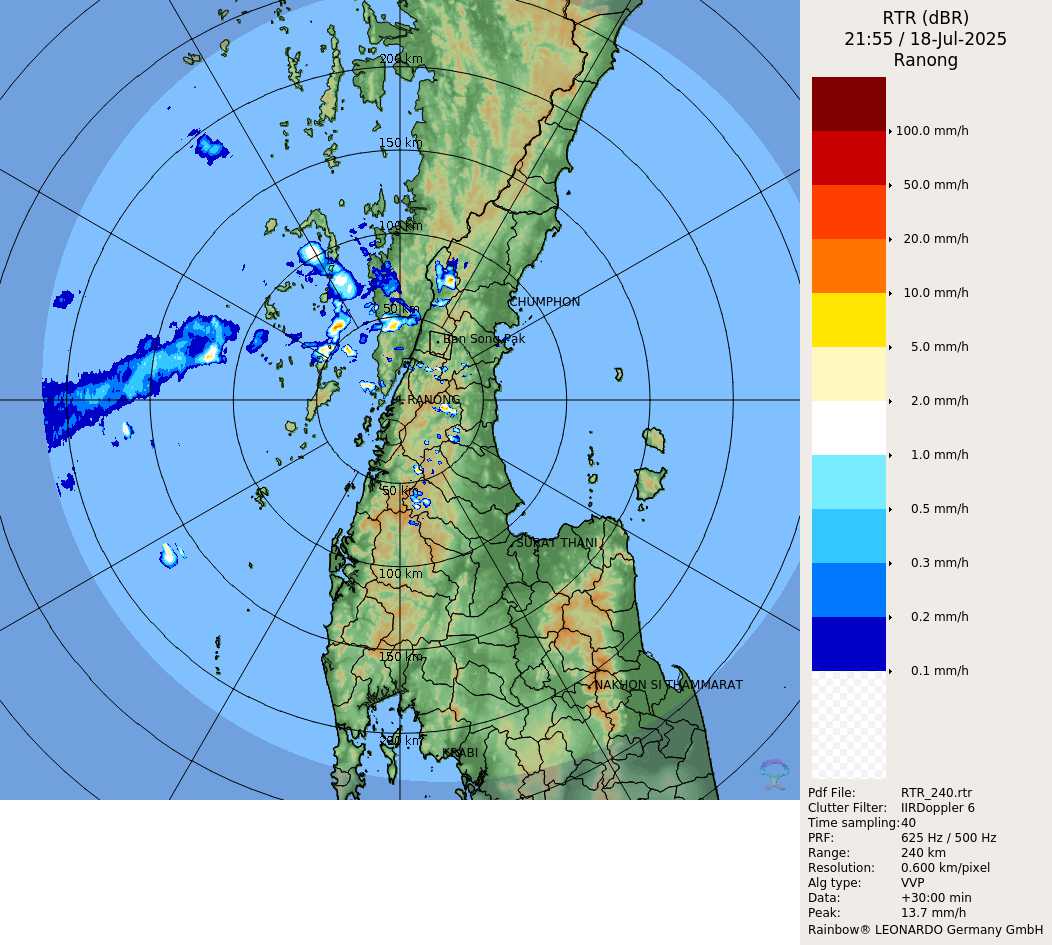 RTR (dBR)
21:55 / 18-Jul-2025
Ranong
200 km
150 km
100 km
50 km
CHUMPHON
Ban Song Pak
RANONG
50 km
SURAT THANI
100 km
150 km
NAKHON SI THAMMARAT
200 km
KRABI
100.0 mm/h
50.0 mm/h
20.0 mm/h
10.0 mm/h
5.0 mm/h
2.0 mm/h
1.0 mm/h
0.5 mm/h
0.3 mm/h
0.2 mm/h
0.1 mm/h
Pdf File: RTR_240.rtr
Clutter Filter: IIRDoppler 6
Time sampling: 40
PRF: 625 Hz / 500 Hz
Range: 240 km
Resolution: 0.600 km/pixel
Alg type: VVP
Data: +30:00 min
Peak: 13.7 mm/h
Rainbow® LEONARDO Germany GmbH